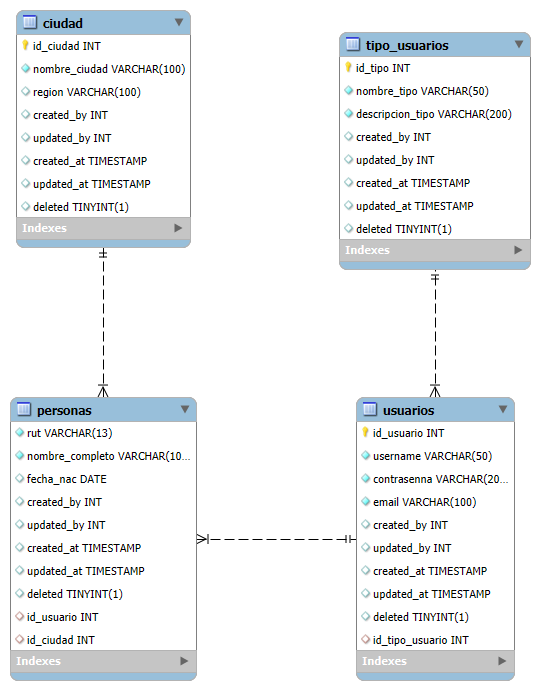 ciudad
id_ciudad INT
nombre_ciudad VARCHAR(100)
region VARCHAR(100)
created_by INT
updated_by INT
created_at TIMESTAMP
updated_at TIMESTAMP
deleted TINYINT(1)
Indexes
tipo_usuarios
id_tipo INT
nombre_tipo VARCHAR(50)
descripcion_tipo VARCHAR(200)
created_by INT
updated_by INT
created_at TIMESTAMP
updated_at TIMESTAMP
deleted TINYINT(1)
Indexes
personas
rut VARCHAR(13)
nombre_completo VARCHAR(10...
fecha_nac DATE
created_by INT
updated_by INT
created_at TIMESTAMP
updated_at TIMESTAMP
deleted TINYINT(1)
id_usuario INT
id_ciudad INT
Indexes
usuarios
id_usuario INT
username VARCHAR(50)
contrasenna VARCHAR(20...
email VARCHAR(100)
created_by INT
updated_by INT
created_at TIMESTAMP
updated_at TIMESTAMP
deleted TINYINT(1)
id_tipo_usuario INT
Indexes